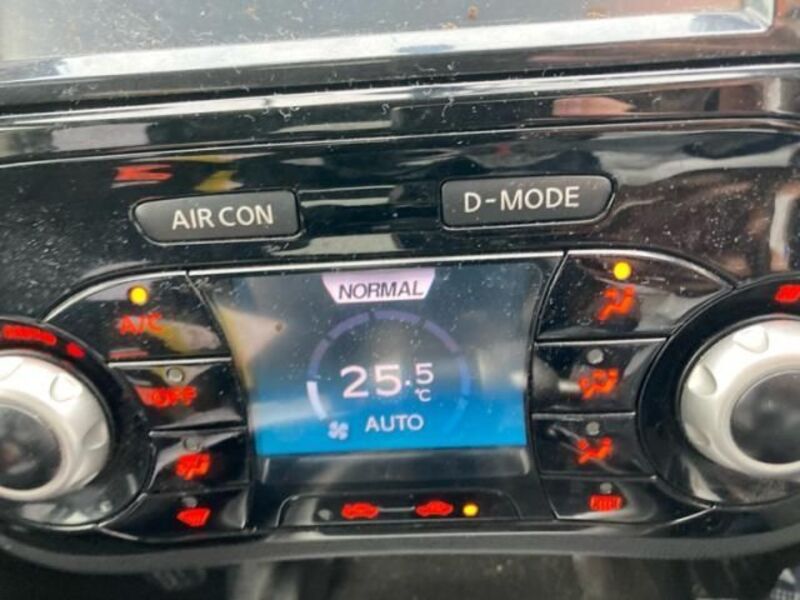 AIR CON
D-MODE
NORMAL
A/C
OFF
25.5
°C
AUTO